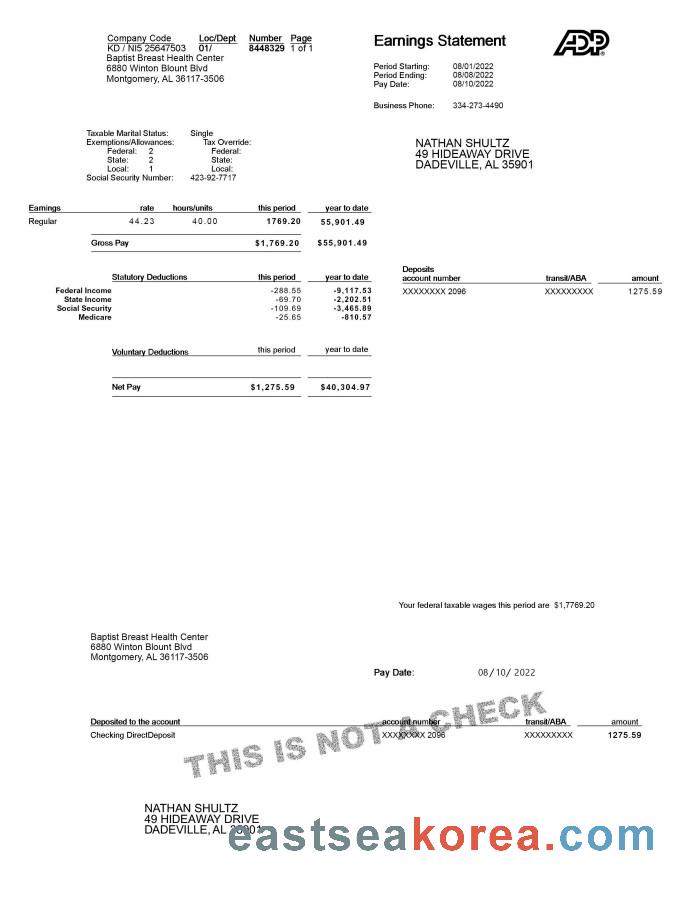 Company Code Loc/Dept Number Page
KD / NI5 25647503 01/ 8448329 1 of 1
Baptist Breast Health Center
6880 Winton Blount Blvd
Montgomery, AL 36117-3506
Earnings Statement
ADP
Period Starting: 08/01/2022
Period Ending: 08/08/2022
Pay Date: 08/10/2022
Business Phone: 334-273-4490
Taxable Marital Status: Single
Exemptions/Allowances: Tax Override:
Federal: 2 Federal:
State: 2 State:
Local: 1 Local:
Social Security Number: 423-92-7717
NATHAN SHULTZ
49 HIDEAWAY DRIVE
DADEVILLE, AL 35901
Earnings rate hours/units this period year to date
Regular 44.23 40.00 1769.20 55,901.49
Gross Pay $1,769.20 $55,901.49
Statutory Deductions this period year to date
Federal Income -288.55 -9,117.53
State Income -69.70 -2,202.51
Social Security -109.69 -3,465.89
Medicare -25.65 -810.57
Deposits
account number transit/ABA amount
XXXXXXXX 2096 XXXXXXXXX 1275.59
Voluntary Deductions this period year to date
Net Pay $1,275.59 $40,304.97
Your federal taxable wages this period are $1,7769.20
Baptist Breast Health Center
6880 Winton Blount Blvd
Montgomery, AL 36117-3506
Pay Date: 08/10/ 2022
THIS IS NOT A CHECK
Deposited to the account account number transit/ABA amount
Checking DirectDeposit XXXXXXXX 2096 XXXXXXXXX 1275.59
NATHAN SHULTZ
49 HIDEAWAY DRIVE
DADEVILLE, AL 35901
eastseakorea.com